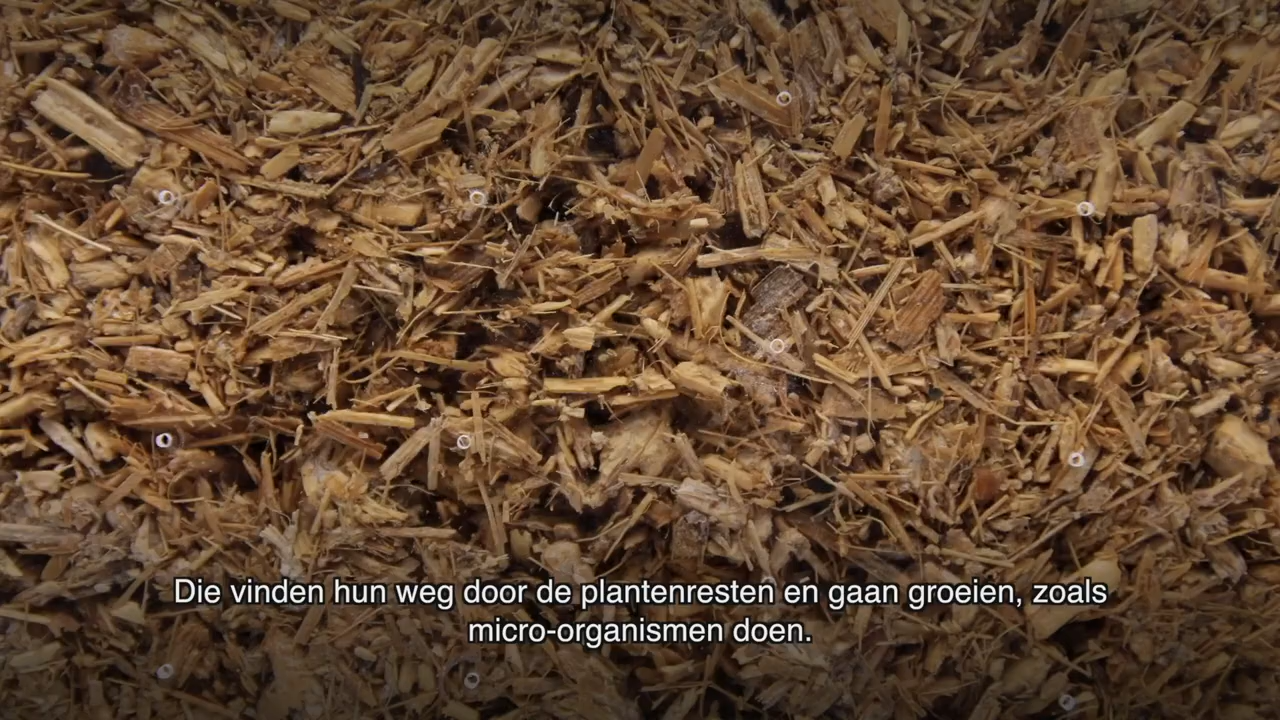 Die vinden hun weg door de plantenresten en gaan groeien, zoals
micro-organismen doen.